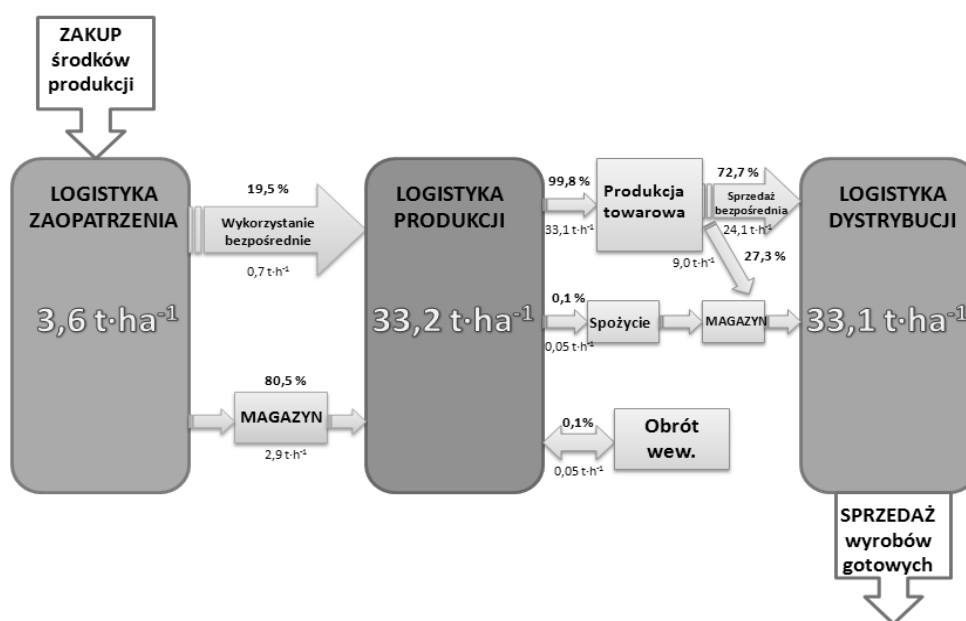 ZAKUP
środków
produkcji
LOGISTYKA
ZAOPATRZENIA
3,6 t·ha⁻¹
19,5 %
Wykorzystanie
bezpośrednie
0,7 t·h⁻¹
80,5 %
MAGAZYN
2,9 t·h⁻¹
LOGISTYKA
PRODUKCJI
33,2 t·ha⁻¹
99,8 %
33,1 t·h⁻¹
Produkcja
towarowa
72,7 %
Sprzedaż
bezpośrednia
24,1 t·h⁻¹
9,0 t·h⁻¹
27,3 %
0,1 %
0,05 t·h⁻¹
Spożycie
MAGAZYN
0,1%
0,05 t·h⁻¹
Obrót
wew.
LOGISTYKA
DYSTRYBUCJI
33,1 t·ha⁻¹
SPRZEDAŻ
wyrobów
gotowych